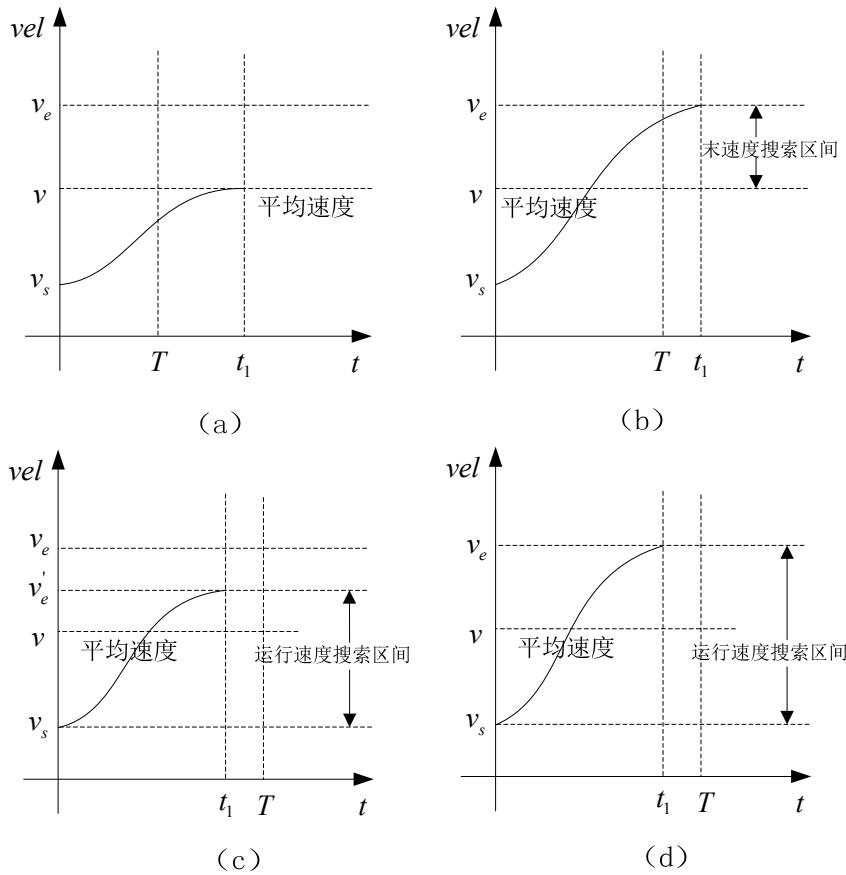 vel
v_e
v
平均速度
v_s
T
t_1
t
(a)
vel
v_e
末速度搜索区间
v
平均速度
v_s
T
t_1
t
(b)
vel
v_e
v'_e
v
平均速度
运行速度搜索区间
v_s
t_1
T
t
(c)
vel
v_e
v
平均速度
运行速度搜索区间
v_s
t_1
T
t
(d)